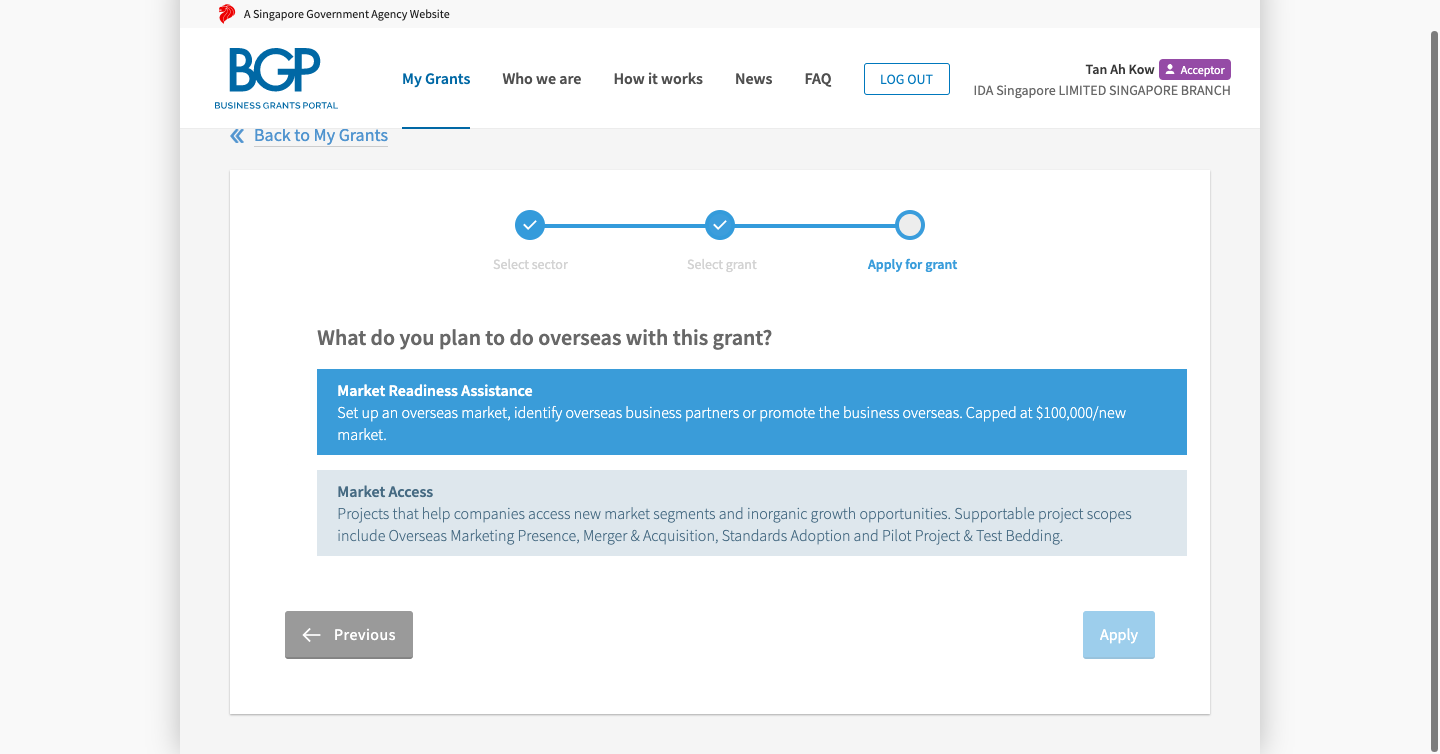 A Singapore Government Agency Website
BGP
BUSINESS GRANTS PORTAL
My Grants
Who we are
How it works
News
FAQ
LOG OUT
Tan Ah Kow
Acceptor
IDA Singapore LIMITED SINGAPORE BRANCH
Back to My Grants
Select sector
Select grant
Apply for grant
What do you plan to do overseas with this grant?
Market Readiness Assistance
Set up an overseas market, identify overseas business partners or promote the business overseas. Capped at $100,000/new
market.
Market Access
Projects that help companies access new market segments and inorganic growth opportunities. Supportable project scopes
include Overseas Marketing Presence, Merger & Acquisition, Standards Adoption and Pilot Project & Test Bedding.
Previous
Apply